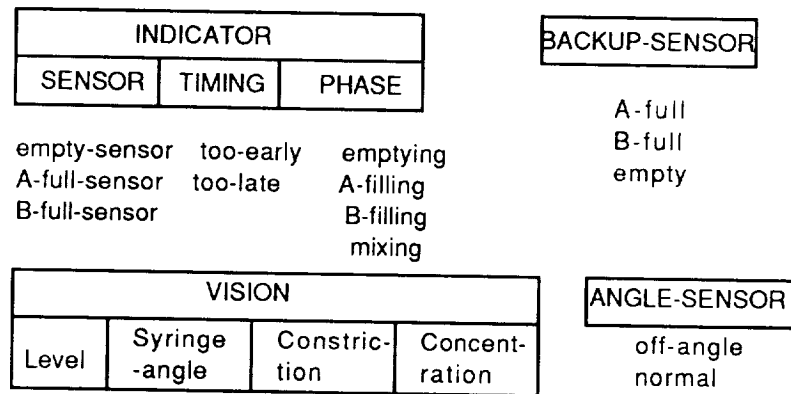 INDICATOR
SENSOR TIMING PHASE
empty-sensor too-early emptying
A-full-sensor too-late A-filling
B-full-sensor B-filling
mixing
BACKUP-SENSOR
A-full
B-full
empty
VISION
Level Syringe Constric- Concent-
-angle tion ration
ANGLE-SENSOR
off-angle
normal